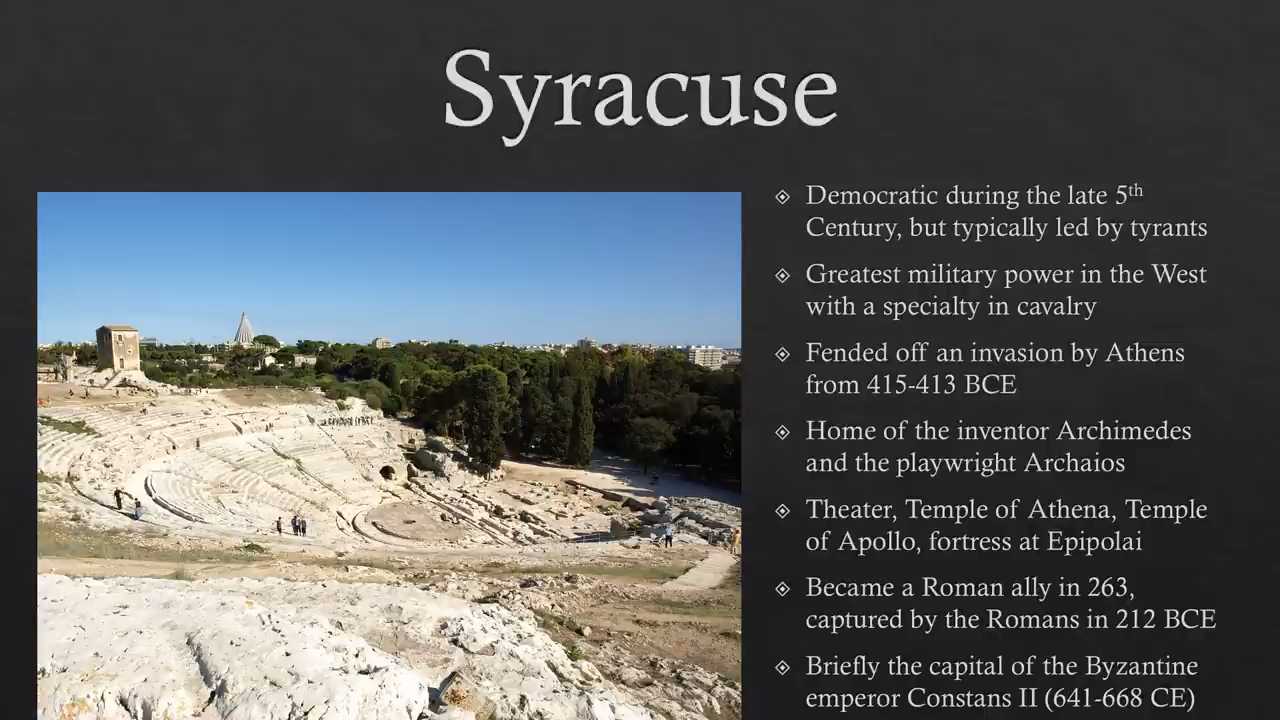 Syracuse
Democratic during the late 5th
Century, but typically led by tyrants
Greatest military power in the West
with a specialty in cavalry
Fended off an invasion by Athens
from 415-413 BCE
Home of the inventor Archimedes
and the playwright Archaios
Theater, Temple of Athena, Temple
of Apollo, fortress at Epipolai
Became a Roman ally in 263,
captured by the Romans in 212 BCE
Briefly the capital of the Byzantine
emperor Constans II (641-668 CE)